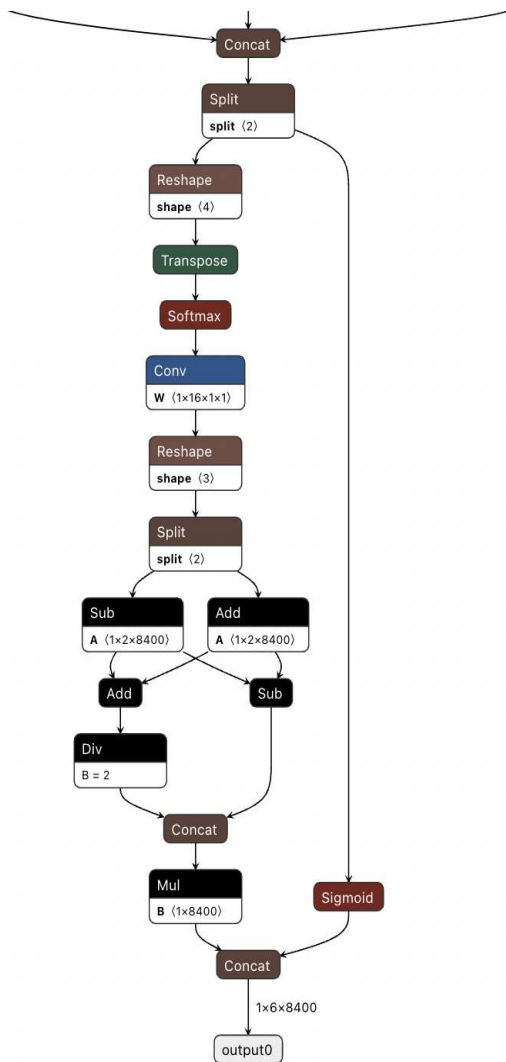 Concat
Split
split ⟨2⟩
Reshape
shape ⟨4⟩
Transpose
Softmax
Conv
W ⟨1×16×1×1⟩
Reshape
shape ⟨3⟩
Split
split ⟨2⟩
Sub
A ⟨1×2×8400⟩
Add
A ⟨1×2×8400⟩
Add
Sub
Div
B = 2
Concat
Mul
B ⟨1×8400⟩
Sigmoid
Concat
1×6×8400
output0